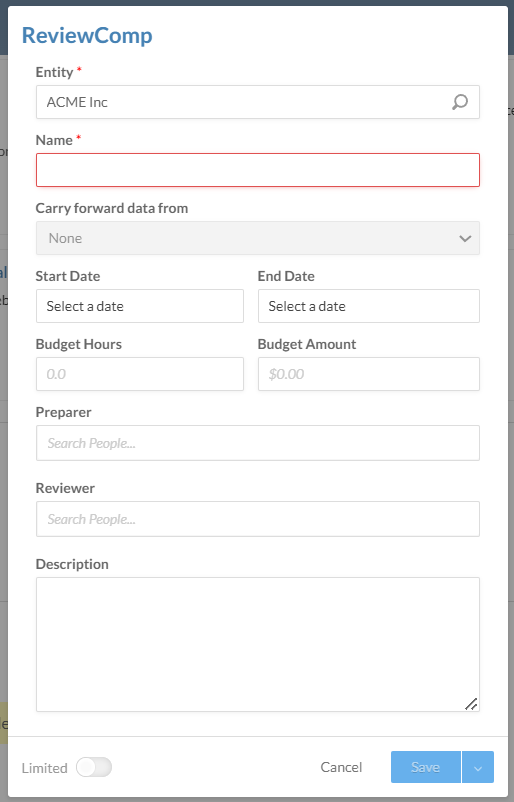 ReviewComp
Entity *
ACME Inc
Name *
Carry forward data from
None
Start Date End Date
Select a date Select a date
Budget Hours Budget Amount
0.0 $0.00
Preparer
Search People...
Reviewer
Search People...
Description
Limited Cancel Save